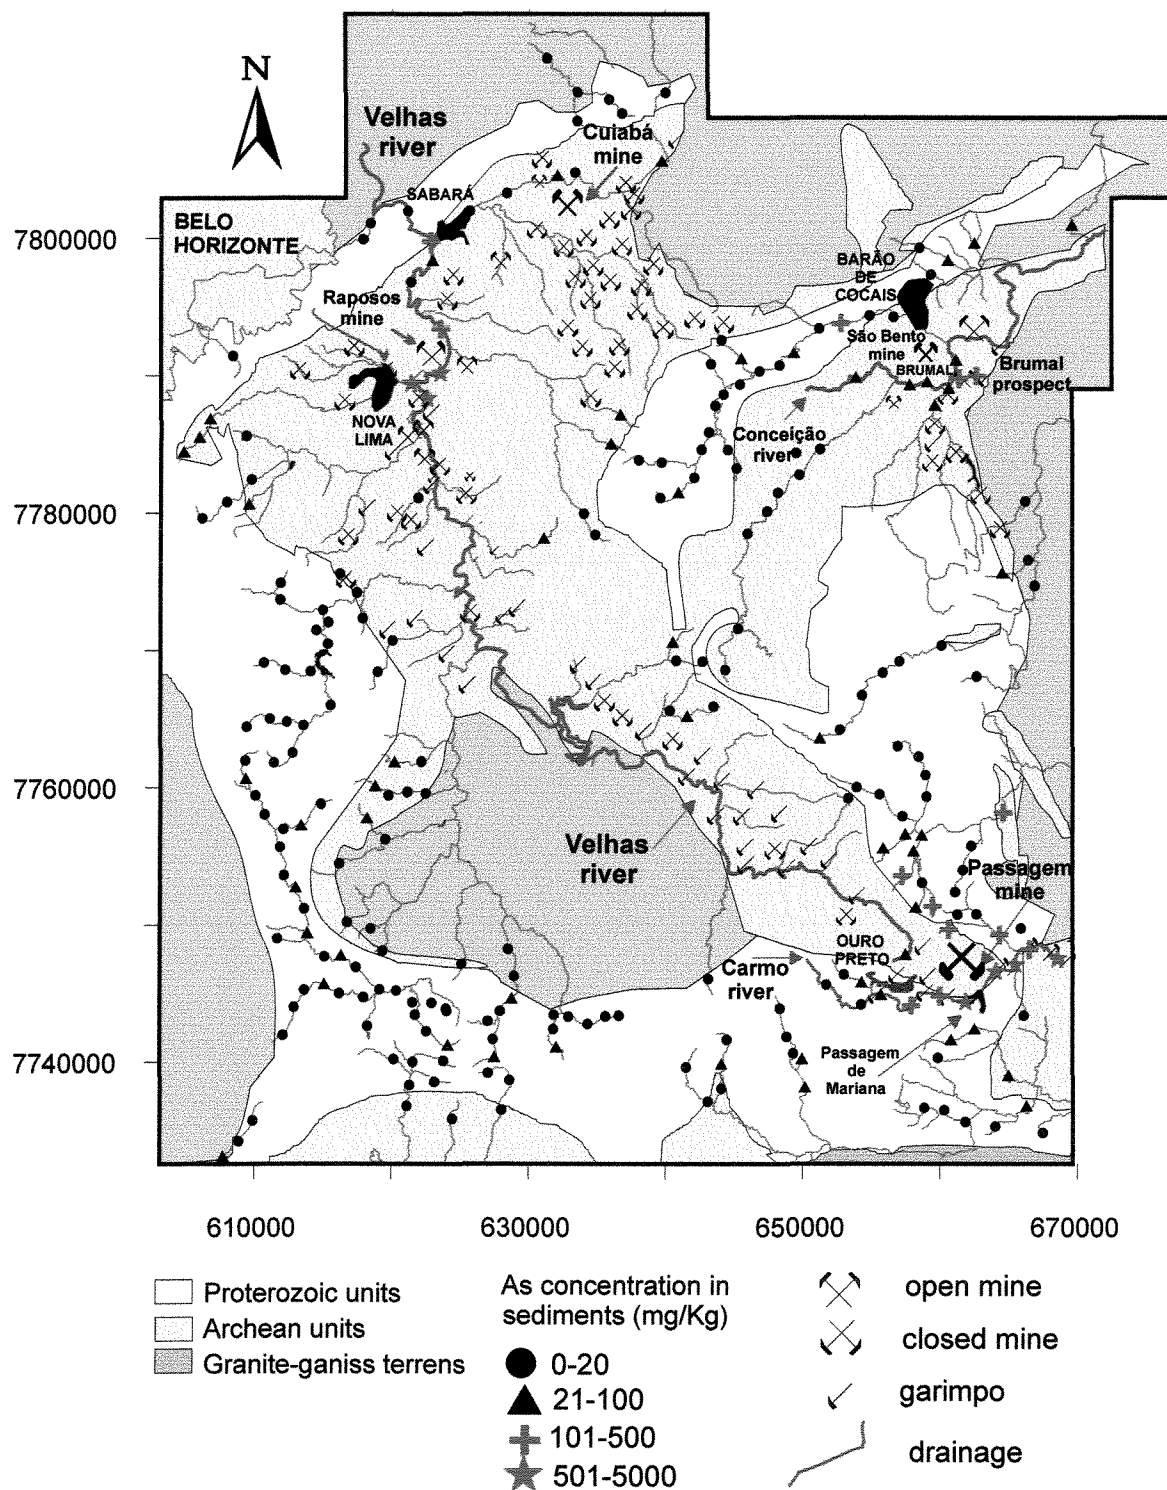 N
Velhas
river
Cuiabá
mine
SABARÁ
BELO
HORIZONTE
7800000
BARÃO
DE
COCAIS
Raposos
mine
São Bento
mine
BRUMAL
Brumal
prospect
NOVA
LIMA
Conceição
river
7780000
7760000
Velhas
river
Passagem
mine
OURO
PRETO
Carmo
river
Passagem
de
Mariana
7740000
610000
630000
650000
670000
Proterozoic units
Archean units
Granite-ganiss terrens
As concentration in
sediments (mg/Kg)
0-20
21-100
101-500
501-5000
open mine
closed mine
garimpo
drainage